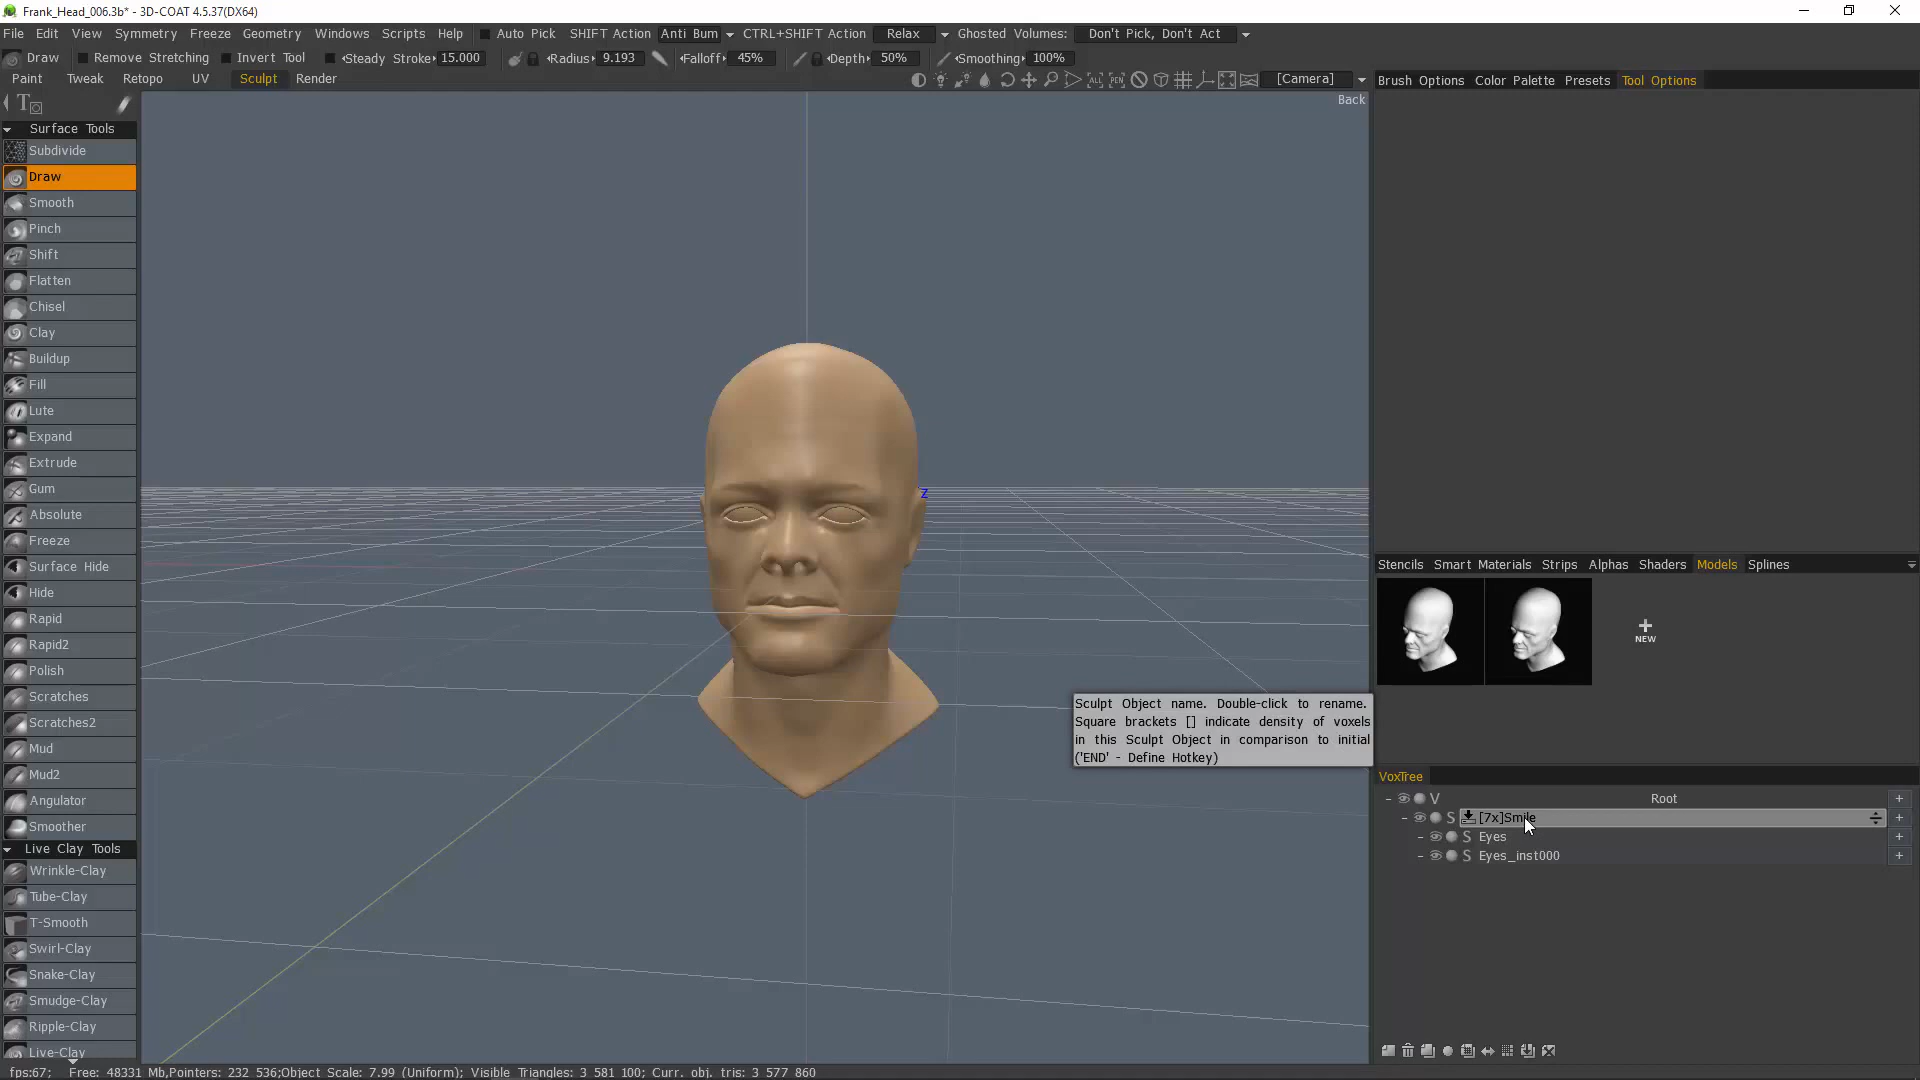 Frank_Head_006.3b* - 3D-COAT 4.5.37(DX64)
File Edit View Symmetry Freeze Geometry Windows Scripts Help Auto Pick SHIFT Action Anti Bum CTRL+SHIFT Action Relax Ghosted Volumes: Don't Pick, Don't Act
Draw Remove Stretching Invert Tool Steady Stroke 15.000 Radius 9.193 Falloff 45% Depth 50% Smoothing 100%
Paint Tweak Retopo UV Sculpt Render ALL PEN [Camera] Brush Options Color Palette Presets Tool Options
Back
Surface Tools
Subdivide
Draw
Smooth
Pinch
Shift
Flatten
Chisel
Clay
Buildup
Fill
Lute
Expand
Extrude
Gum
Absolute
Freeze
Surface Hide
Hide
Rapid
Rapid2
Polish
Scratches
Scratches2
Mud
Mud2
Angulator
Smoother
Live Clay Tools
Wrinkle-Clay
Tube-Clay
T-Smooth
Swirl-Clay
Snake-Clay
Smudge-Clay
Ripple-Clay
Live-Clay
Z
Sculpt Object name. Double-click to rename.
Square brackets [] indicate density of voxels
in this Sculpt Object in comparison to initial
('END' - Define Hotkey)
Stencils Smart Materials Strips Alphas Shaders Models Splines
+
NEW
VoxTree
V Root +
S [7x]Smile +
S Eyes +
S Eyes_inst000 +
fps:67; Free: 48331 Mb,Pointers: 232 536;Object Scale: 7.99 (Uniform); Visible Triangles: 3 581 100; Curr. obj. tris: 3 577 860